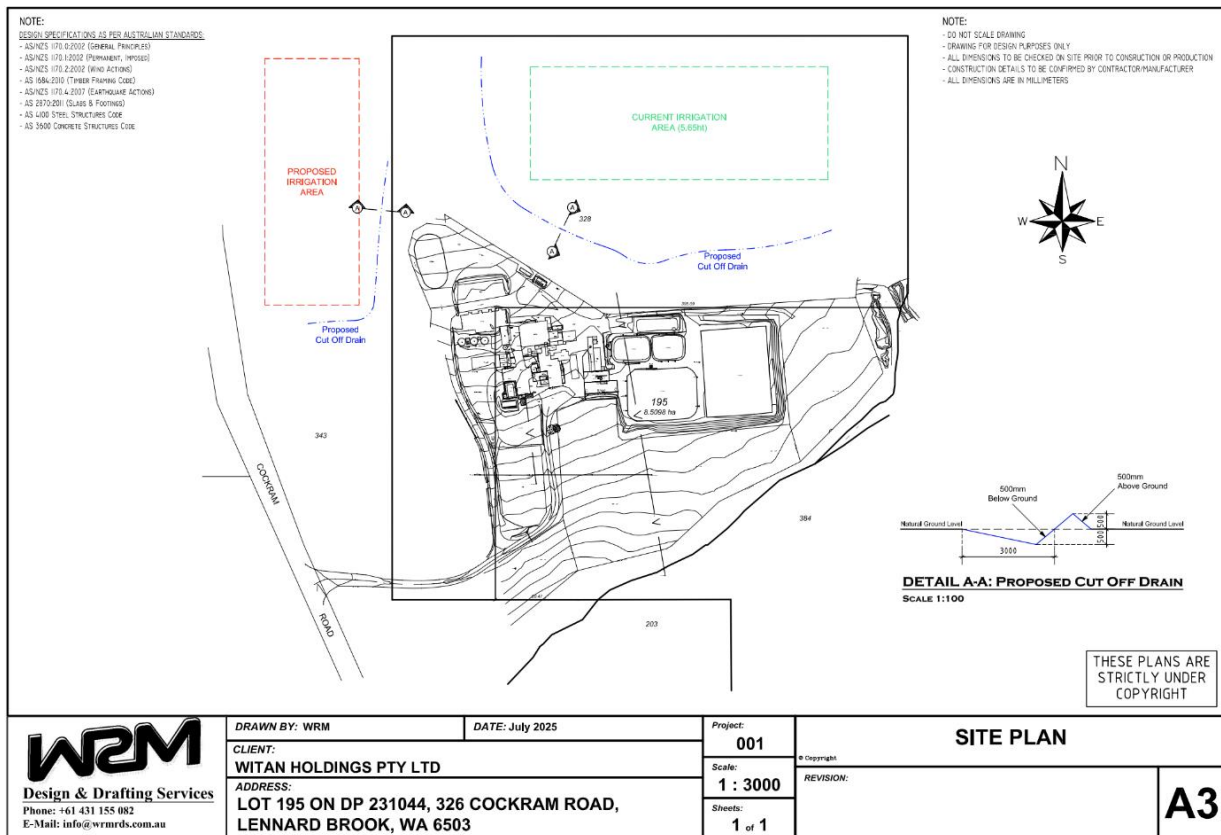 NOTE:
DESIGN SPECIFICATIONS AS PER AUSTRALIAN STANDARDS:
- AS/NZS 1170.0:2002 (GENERAL PRINCIPLES)
- AS/NZS 1170.1:2002 (PERMANENT, IMPOSED)
- AS/NZS 1170.2:2002 (WIND ACTIONS)
- AS 1684:2010 (TIMBER FRAMING CODE)
- AS/NZS 1170.4:2007 (EARTHQUAKE ACTIONS)
- AS 2870:2011 (SLABS & FOOTINGS)
- AS 4100 STEEL STRUCTURES CODE
- AS 3600 CONCRETE STRUCTURES CODE
NOTE:
- DO NOT SCALE DRAWING
- DRAWING FOR DESIGN PURPOSES ONLY
- ALL DIMENSIONS TO BE CHECKED ON SITE PRIOR TO CONSRUCTION OR PRODUCTION
- CONSTRUCTION DETAILS TO BE CONFIRMED BY CONTRACTOR/MANUFACTURER
- ALL DIMENSIONS ARE IN MILLIMETERS
CURRENT IRRIGATION
AREA (5.65ht)
PROPOSED
IRRIGATION
AREA
N
W
E
S
A
A
A
A
328
Proposed
Cut Off Drain
Proposed
Cut Off Drain
195
8.5098 ha
343
COCKRAM
ROAD
384
203
500mm
Below Ground
500mm
Above Ground
Natural Ground Level
Natural Ground Level
3000
500
500
DETAIL A-A: PROPOSED CUT OFF DRAIN
SCALE 1:100
THESE PLANS ARE
STRICTLY UNDER
COPYRIGHT
WRM
Design & Drafting Services
Phone: +61 431 155 082
E-Mail: info@wrmrds.com.au
DRAWN BY: WRM
DATE: July 2025
CLIENT:
WITAN HOLDINGS PTY LTD
ADDRESS:
LOT 195 ON DP 231044, 326 COCKRAM ROAD,
LENNARD BROOK, WA 6503
Project:
001
Scale:
1 : 3000
Sheets:
1 of 1
SITE PLAN
© Copyright
REVISION:
A3